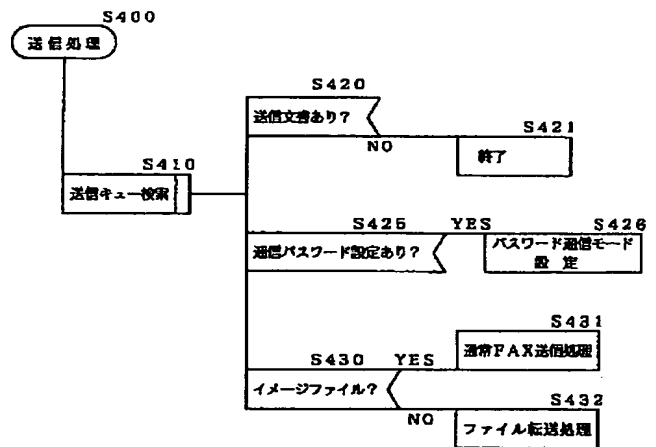 S400
送信処理
S410
送信キュー検索
S420
送信文書あり?
NO
S421
終了
S425
通信パスワード設定あり?
YES
S426
パスワード通信モード
設 定
S430
イメージファイル?
YES
S431
通常FAX送信処理
NO
S432
ファイル転送処理